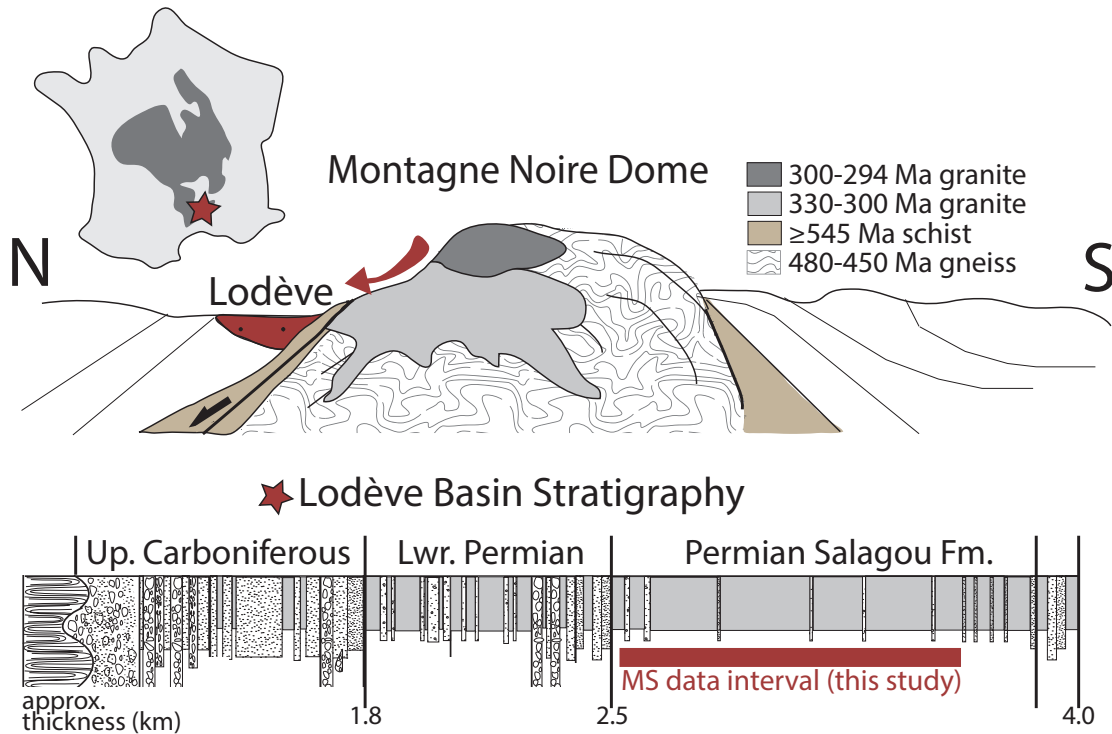 Montagne Noire Dome
300-294 Ma granite
330-300 Ma granite
≥545 Ma schist
480-450 Ma gneiss
N
S
Lodève
Lodève Basin Stratigraphy
Up. Carboniferous
Lwr. Permian
Permian Salagou Fm.
MS data interval (this study)
approx.
thickness (km)
1.8
2.5
4.0